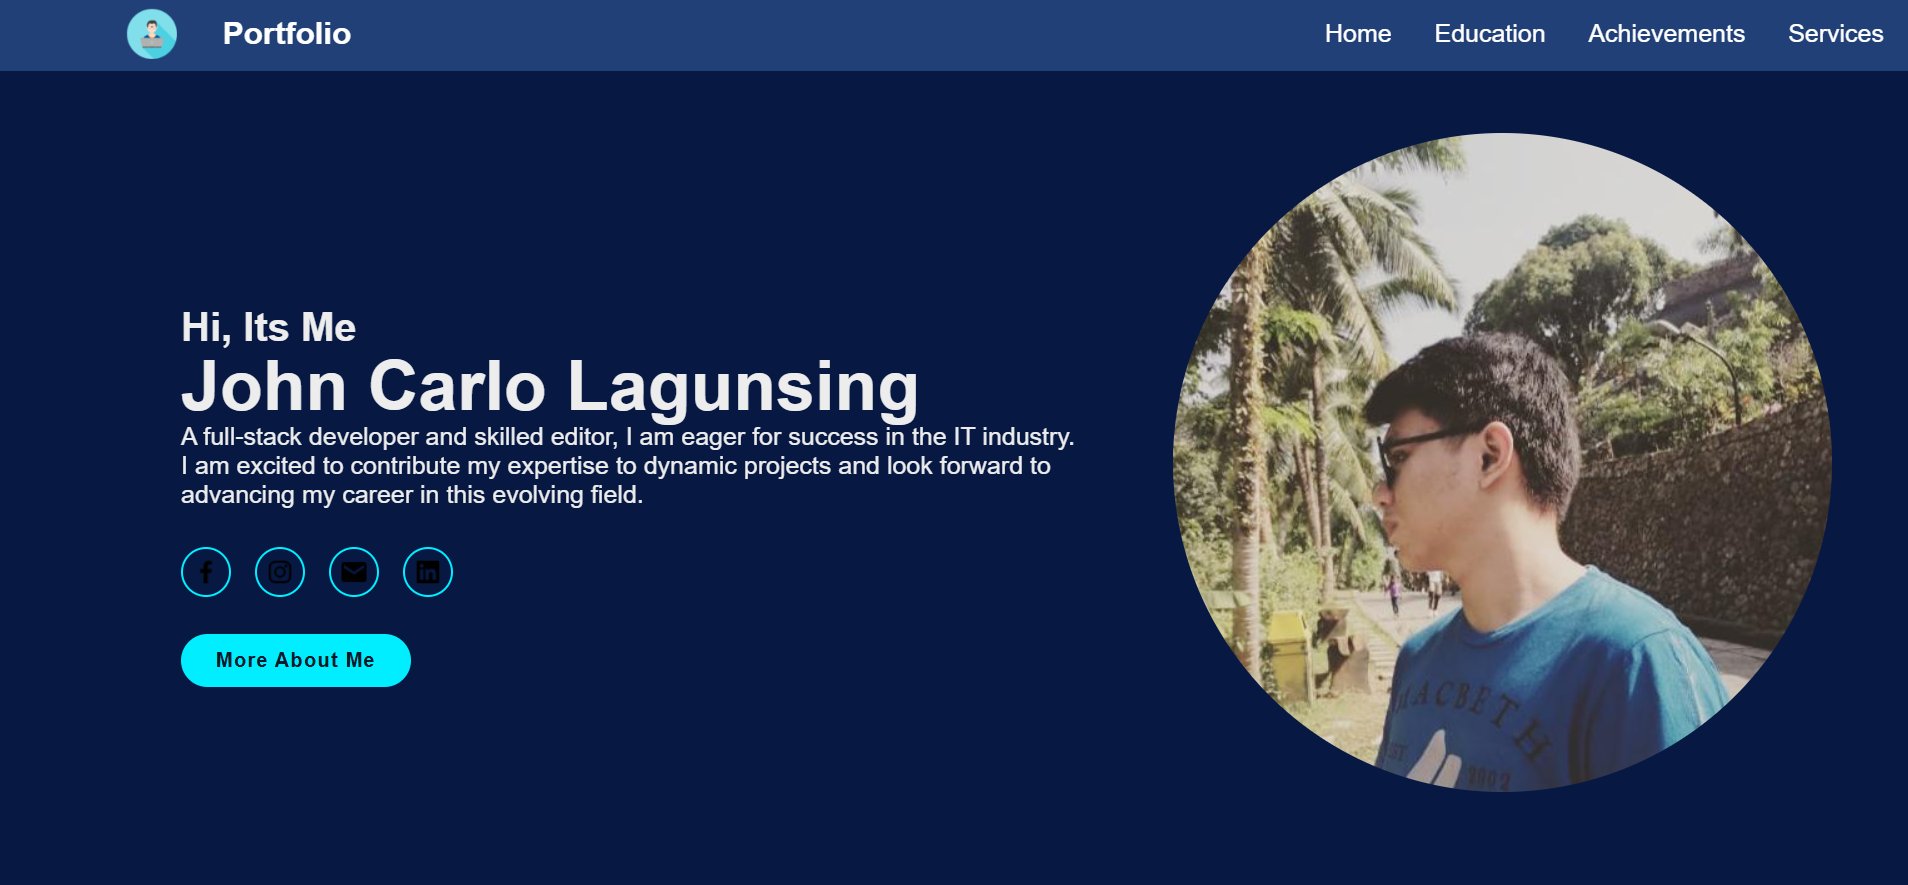 Portfolio
Home
Education
Achievements
Services
Hi, Its Me
John Carlo Lagunsing
A full-stack developer and skilled editor, I am eager for success in the IT industry.
I am excited to contribute my expertise to dynamic projects and look forward to
advancing my career in this evolving field.
More About Me
MACBETH
EST
2002